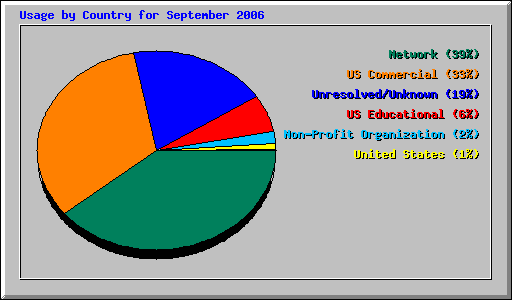 Usage by Country for September 2006
Network (39%)
US Commercial (33%)
Unresolved/Unknown (19%)
US Educational (6%)
Non-Profit Organization (2%)
United States (1%)